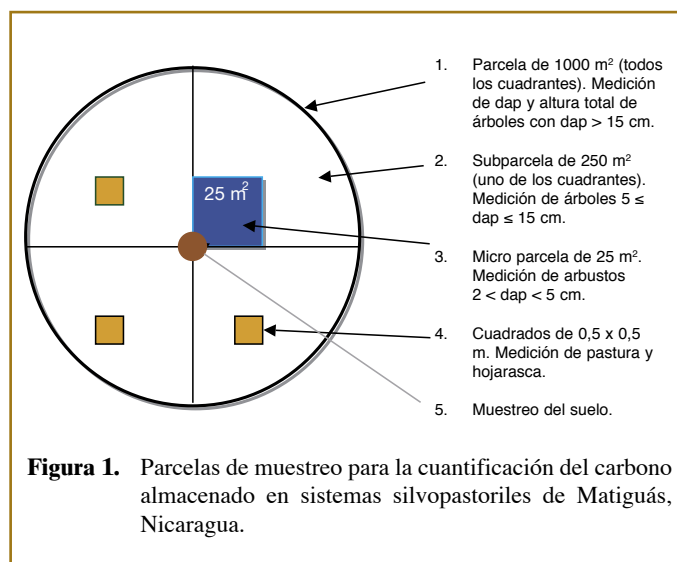 25 m²
1. Parcela de 1000 m² (todos
los cuadrantes). Medición
de dap y altura total de
árboles con dap > 15 cm.
2. Subparcela de 250 m²
(uno de los cuadrantes).
Medición de árboles 5 ≤
dap ≤ 15 cm.
3. Micro parcela de 25 m².
Medición de arbustos
2 < dap < 5 cm.
4. Cuadrados de 0,5 x 0,5
m. Medición de pastura y
hojarasca.
5. Muestreo del suelo.
Figura 1. Parcelas de muestreo para la cuantificación del carbono
almacenado en sistemas silvopastoriles de Matiguás,
Nicaragua.